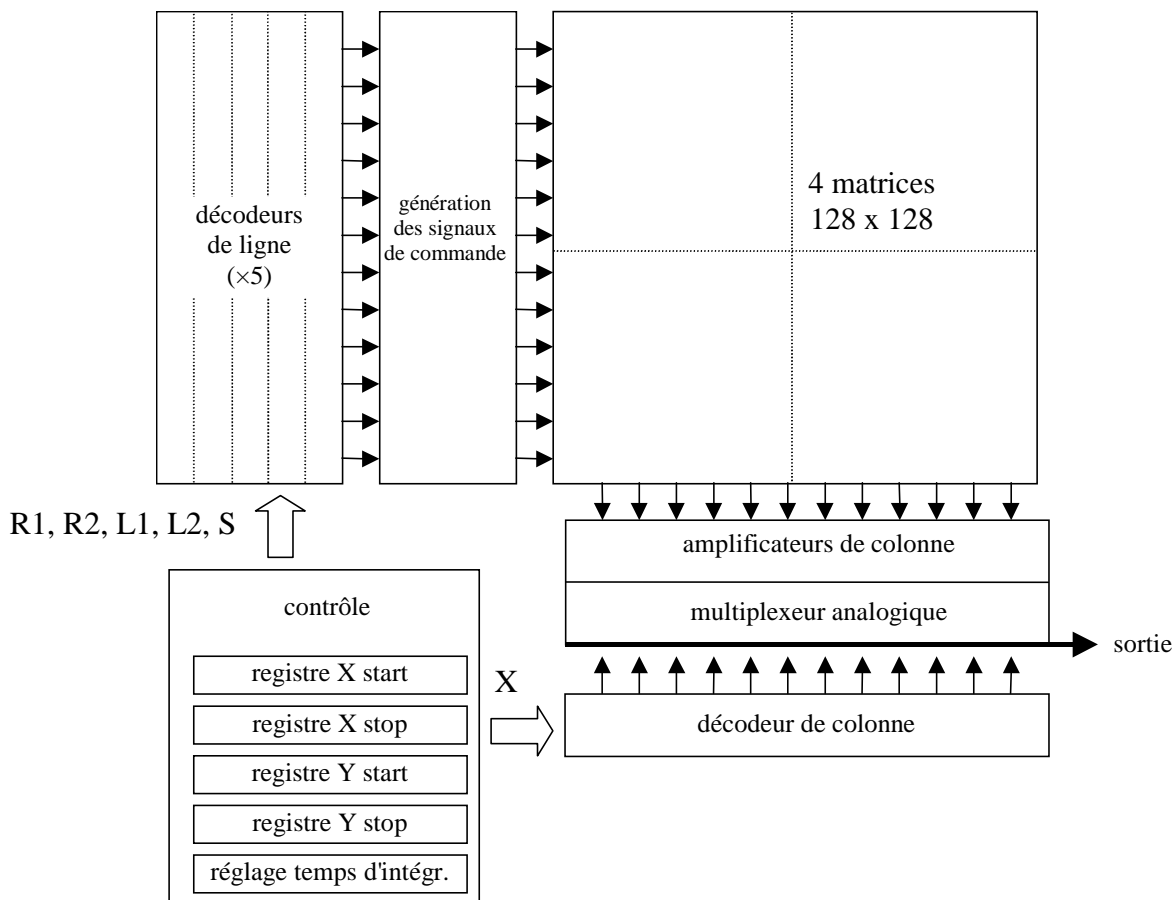 4 matrices
128 x 128
décodeurs
de ligne
(×5)
génération
des signaux
de commande
R1, R2, L1, L2, S
amplificateurs de colonne
multiplexeur analogique
sortie
contrôle
registre X start
registre X stop
registre Y start
registre Y stop
réglage temps d'intégr.
X
décodeur de colonne